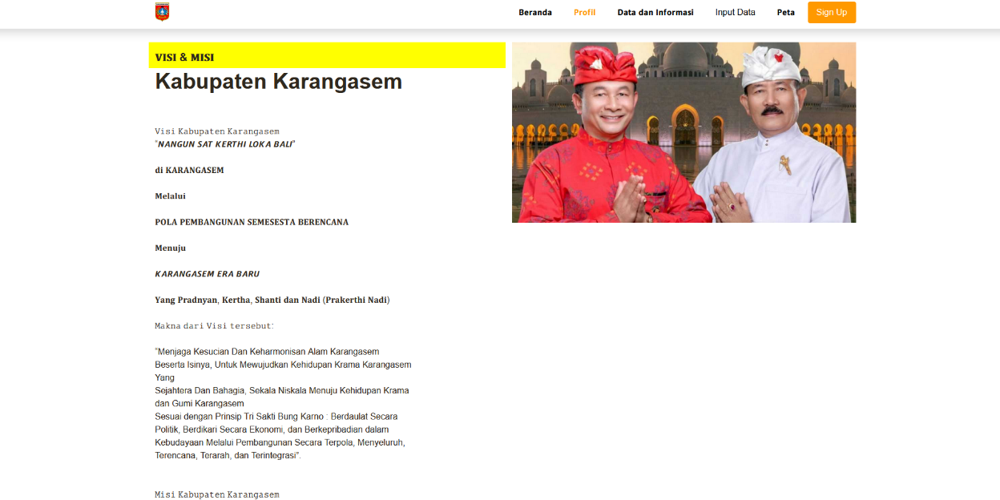 Beranda
Profil
Data dan Informasi
Input Data
Peta
Sign Up
VISI & MISI
Kabupaten Karangasem
Visi Kabupaten Karangasem
"NANGUN SAT KERTHI LOKA BALI"
di KARANGASEM
Melalui
POLA PEMBANGUNAN SEMESESTA BERENCANA
Menuju
KARANGASEM ERA BARU
Yang Pradnyan, Kertha, Shanti dan Nadi (Prakerthi Nadi)
Makna dari Visi tersebut:
“Menjaga Kesucian Dan Keharmonisan Alam Karangasem
Beserta Isinya, Untuk Mewujudkan Kehidupan Krama Karangasem
Yang
Sejahtera Dan Bahagia, Sekala Niskala Menuju Kehidupan Krama
dan Gumi Karangasem
Sesuai dengan Prinsip Tri Sakti Bung Karno : Berdaulat Secara
Politik, Berdikari Secara Ekonomi, dan Berkepribadian dalam
Kebudayaan Melalui Pembangunan Secara Terpola, Menyeluruh,
Terencana, Terarah, dan Terintegrasi”.
Misi Kabupaten Karangasem